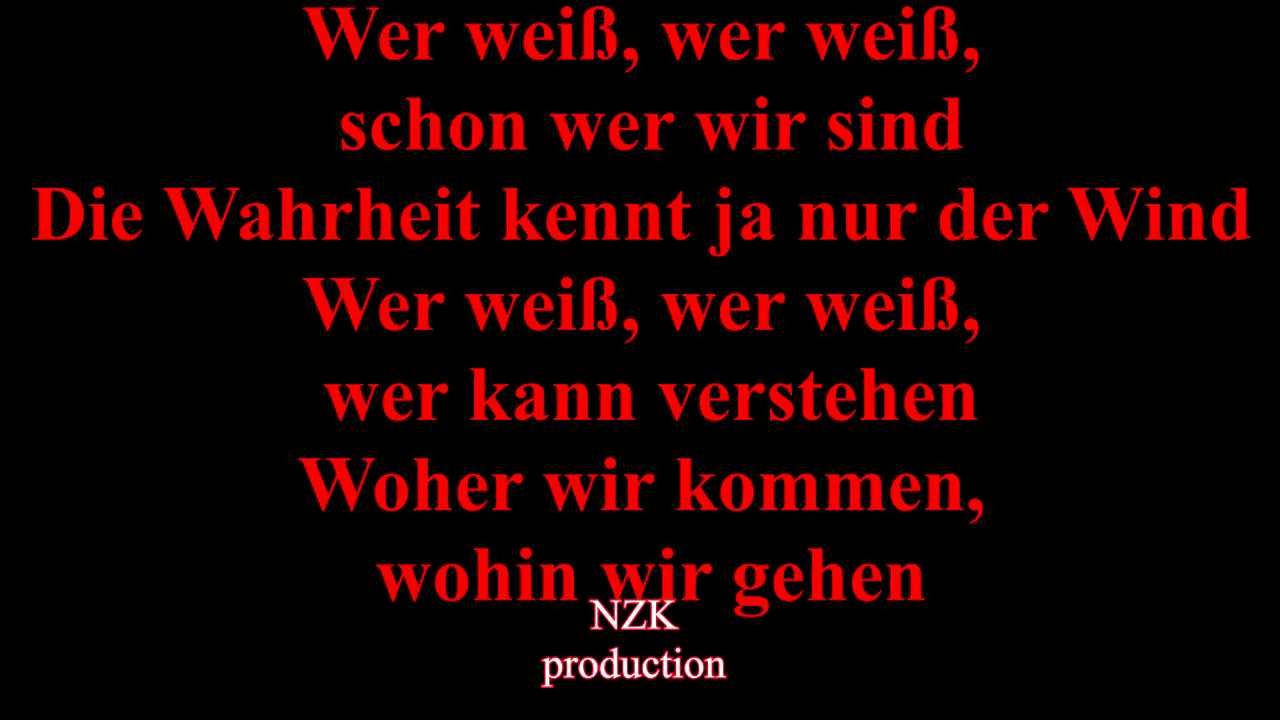 Wer weiß, wer weiß,
schon wer wir sind
Die Wahrheit kennt ja nur der Wind
Wer weiß, wer weiß,
wer kann verstehen
Woher wir kommen,
wohin wir gehen
NZK
production